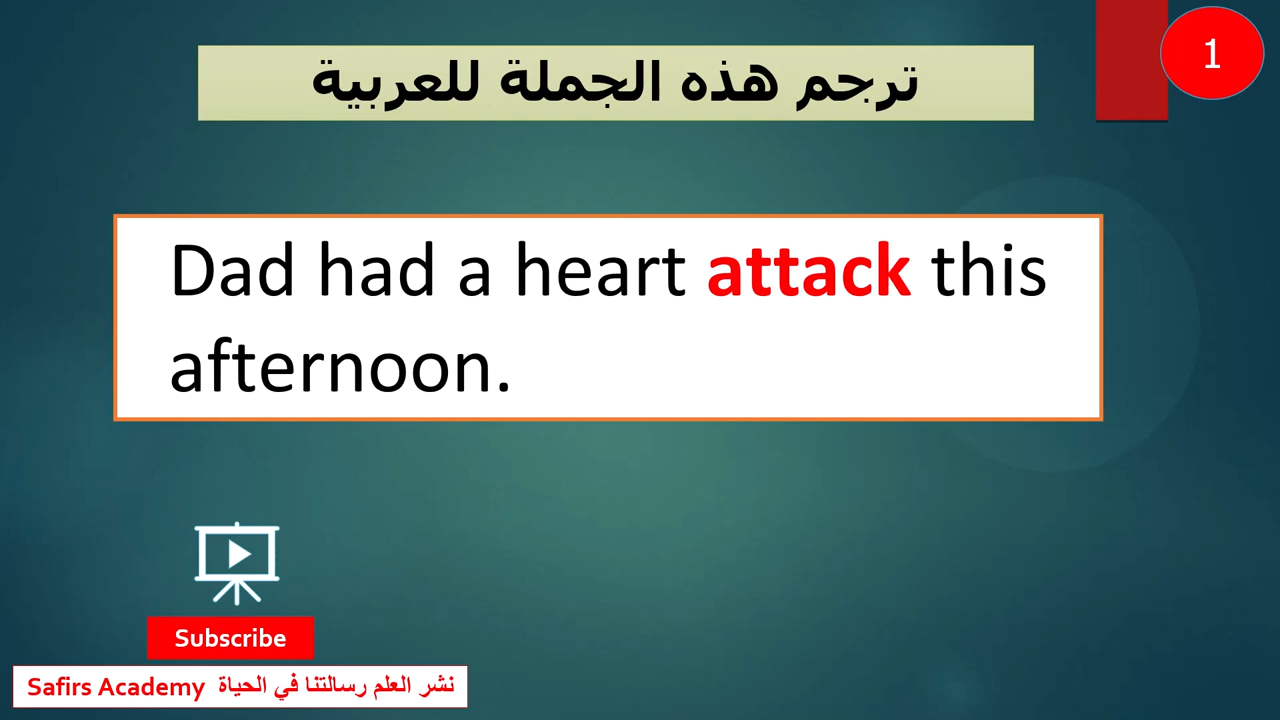 1
ترجم هذه الجملة للعربية
Dad had a heart attack this
afternoon.
Subscribe
Safirs Academy نشر العلم رسالتنا في الحياة